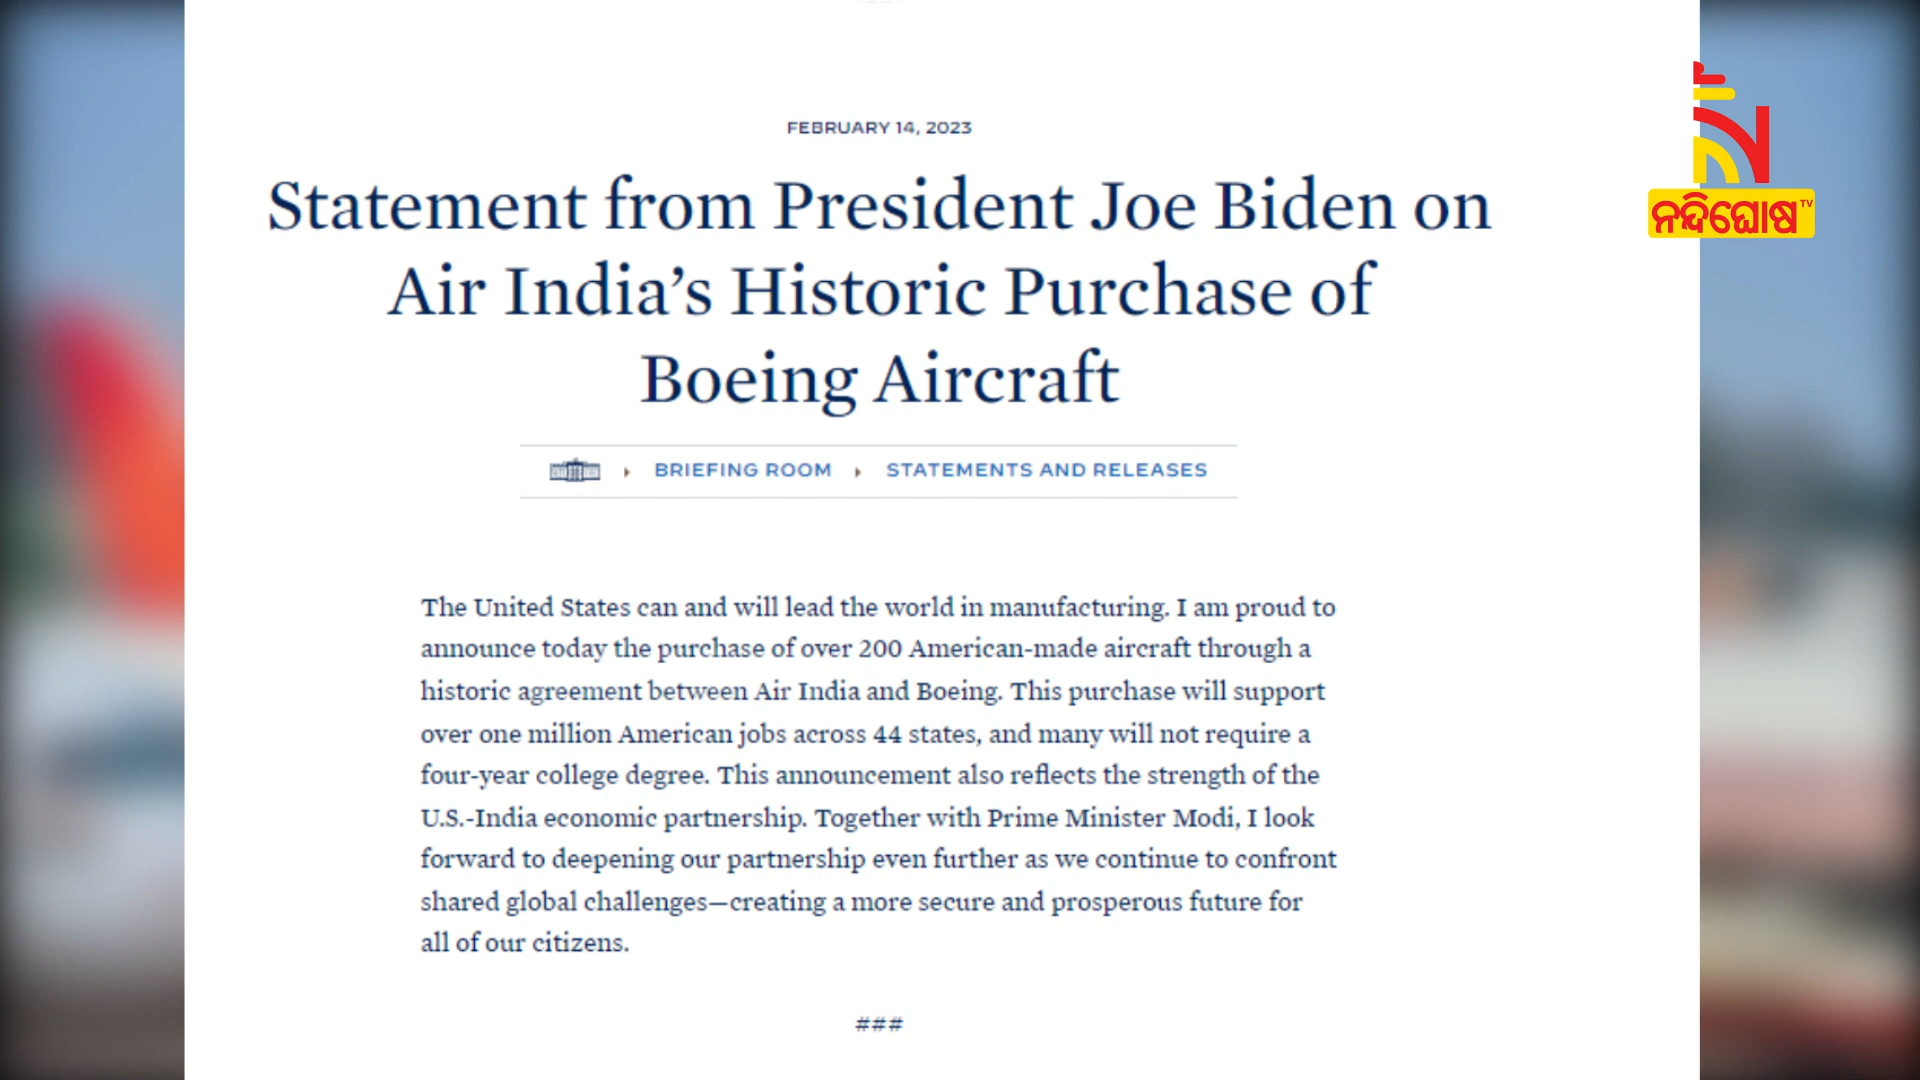 FEBRUARY 14, 2023
Statement from President Joe Biden on
Air India’s Historic Purchase of
Boeing Aircraft
BRIEFING ROOM
STATEMENTS AND RELEASES
ନନ୍ଦିଘୋଷ TV
The United States can and will lead the world in manufacturing. I am proud to
announce today the purchase of over 200 American-made aircraft through a
historic agreement between Air India and Boeing. This purchase will support
over one million American jobs across 44 states, and many will not require a
four-year college degree. This announcement also reflects the strength of the
U.S.-India economic partnership. Together with Prime Minister Modi, I look
forward to deepening our partnership even further as we continue to confront
shared global challenges—creating a more secure and prosperous future for
all of our citizens.
###